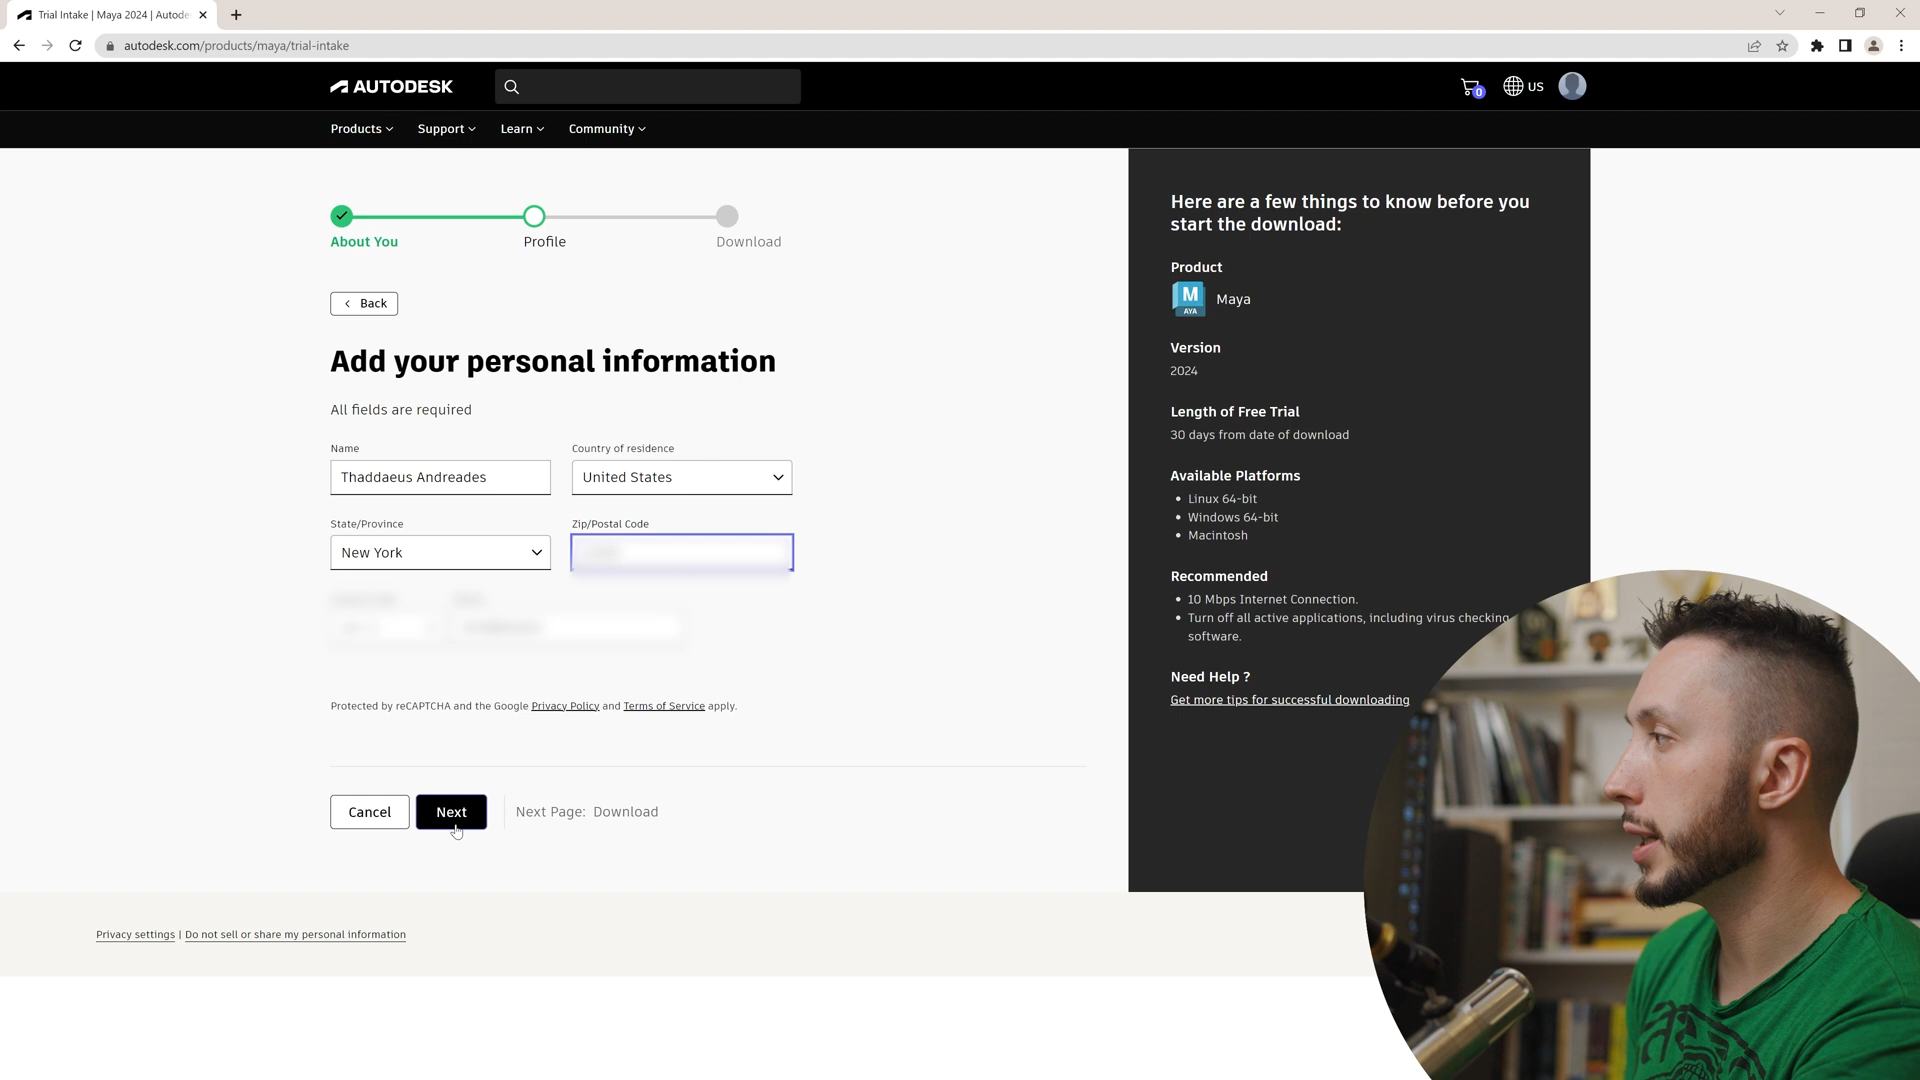 Trial Intake | Maya 2024 | Autode
autodesk.com/products/maya/trial-intake
AUTODESK
0
US
Products
Support
Learn
Community
About You
Profile
Download
Back
Add your personal information
All fields are required
Name
Country of residence
Thaddaeus Andreades
United States
State/Province
Zip/Postal Code
New York
Protected by reCAPTCHA and the Google Privacy Policy and Terms of Service apply.
Cancel
Next
Next Page: Download
Privacy settings | Do not sell or share my personal information
Here are a few things to know before you
start the download:
Product
M
AYA
Maya
Version
2024
Length of Free Trial
30 days from date of download
Available Platforms
• Linux 64-bit
• Windows 64-bit
• Macintosh
Recommended
• 10 Mbps Internet Connection.
• Turn off all active applications, including virus checking
software.
Need Help ?
Get more tips for successful downloading